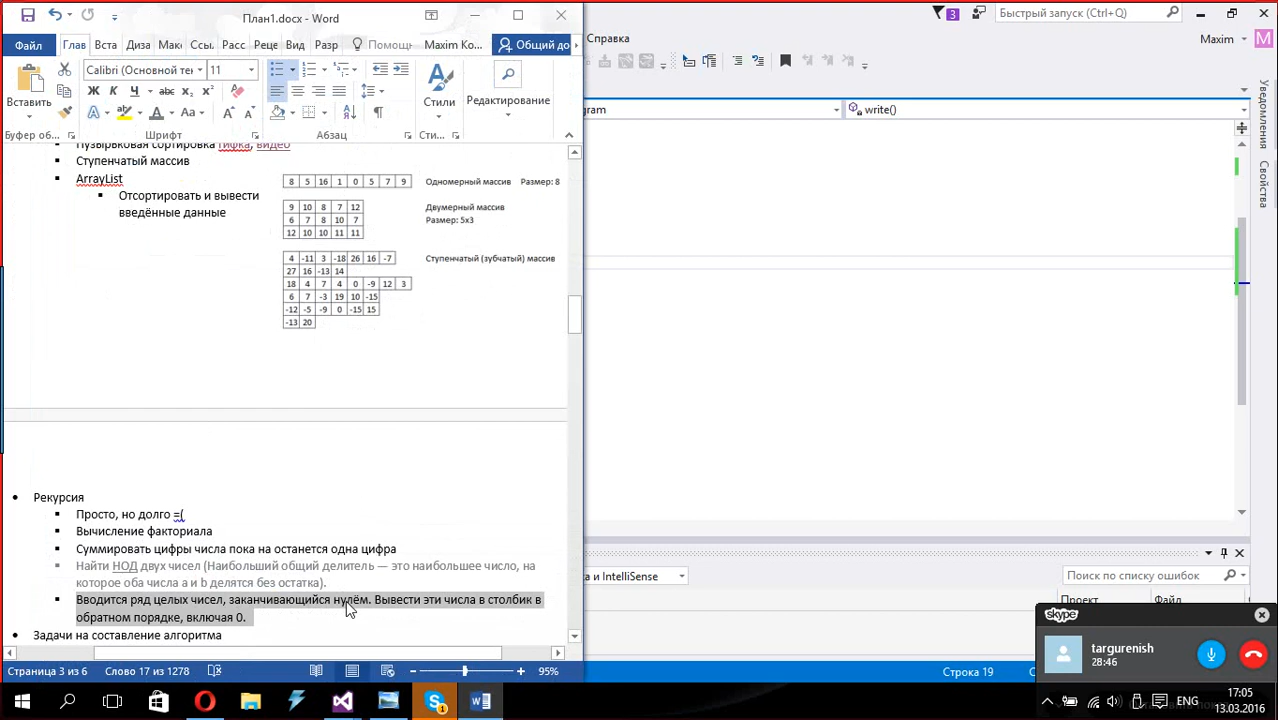 План1.docx - Word
3
Быстрый запуск (Ctrl+Q)
Файл Глав Вста Диза Мак Ссы Расс Реце Вид Разр Помощн Maxim Ko... Общий до
Справка
Maxim M
Calibri (Основной тек 11
Вставить
Ж К Ч
Aa
Стили
Редактирование
Буфер об... Шрифт Абзац Сти...
gram
write()
Уведомления
Пузырьковая сортировка гифка, видео
Ступенчатый массив
ArrayList
Отсортировать и вывести
введённые данные
8 5 16 1 0 5 7 9 Одномерный массив Размер: 8
9 10 8 7 12 Двумерный массив
6 7 8 10 7 Размер: 5x3
12 10 10 11 11
4 -11 3 -18 26 16 -7 Ступенчатый (зубчатый) массив
27 16 -13 14
18 4 7 4 0 -9 12 3
6 7 -3 19 10 -15
-12 -5 -9 0 -15 15
-13 20
Рекурсия
Просто, но долго =(
Вычисление факториала
Суммировать цифры числа пока на останется одна цифра
Найти НОД двух чисел (Наибольший общий делитель — это наибольшее число, на
которое оба числа a и b делятся без остатка).
Вводится ряд целых чисел, заканчивающийся нулём. Вывести эти числа в столбик в
обратном порядке, включая 0.
Задачи на составление алгоритма
а и IntelliSense
Поиск по списку ошибок
Проект Файл
skype
targurenish
28:46
Страница 3 из 6 Слово 17 из 1278 95%
Строка 19
1
ENG
17:05
13.03.2016